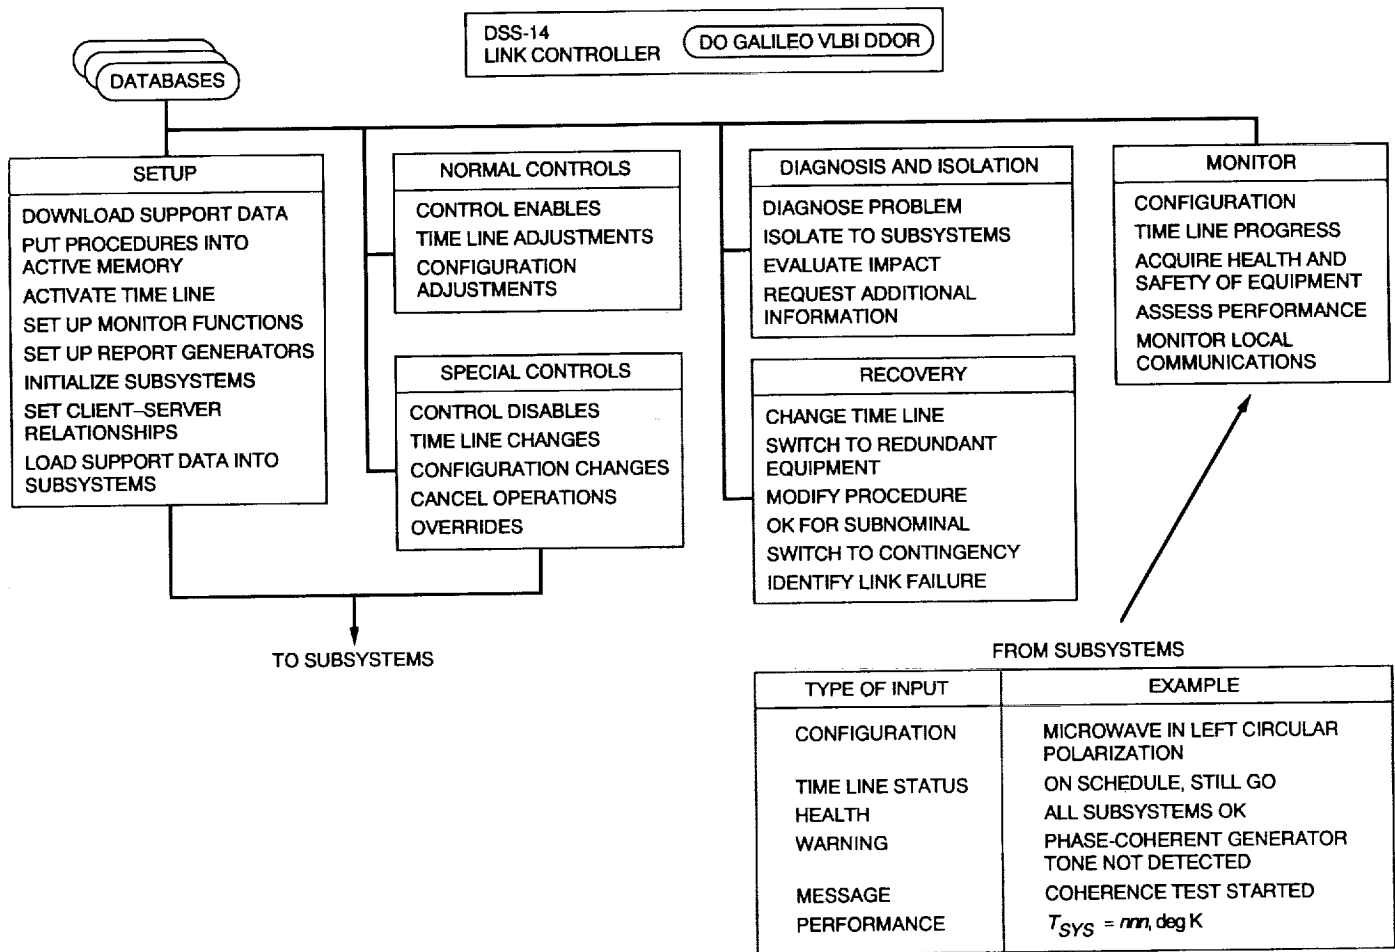 DSS-14
LINK CONTROLLER
DO GALILEO VLBI DDOR
DATABASES
SETUP
DOWNLOAD SUPPORT DATA
PUT PROCEDURES INTO
ACTIVE MEMORY
ACTIVATE TIME LINE
SET UP MONITOR FUNCTIONS
SET UP REPORT GENERATORS
INITIALIZE SUBSYSTEMS
SET CLIENT–SERVER
RELATIONSHIPS
LOAD SUPPORT DATA INTO
SUBSYSTEMS
NORMAL CONTROLS
CONTROL ENABLES
TIME LINE ADJUSTMENTS
CONFIGURATION
ADJUSTMENTS
SPECIAL CONTROLS
CONTROL DISABLES
TIME LINE CHANGES
CONFIGURATION CHANGES
CANCEL OPERATIONS
OVERRIDES
TO SUBSYSTEMS
DIAGNOSIS AND ISOLATION
DIAGNOSE PROBLEM
ISOLATE TO SUBSYSTEMS
EVALUATE IMPACT
REQUEST ADDITIONAL
INFORMATION
RECOVERY
CHANGE TIME LINE
SWITCH TO REDUNDANT
EQUIPMENT
MODIFY PROCEDURE
OK FOR SUBNOMINAL
SWITCH TO CONTINGENCY
IDENTIFY LINK FAILURE
MONITOR
CONFIGURATION
TIME LINE PROGRESS
ACQUIRE HEALTH AND
SAFETY OF EQUIPMENT
ASSESS PERFORMANCE
MONITOR LOCAL
COMMUNICATIONS
FROM SUBSYSTEMS
TYPE OF INPUT EXAMPLE
CONFIGURATION MICROWAVE IN LEFT CIRCULAR
POLARIZATION
TIME LINE STATUS ON SCHEDULE, STILL GO
HEALTH ALL SUBSYSTEMS OK
WARNING PHASE-COHERENT GENERATOR
TONE NOT DETECTED
MESSAGE COHERENCE TEST STARTED
PERFORMANCE T_SYS = nnn, deg K